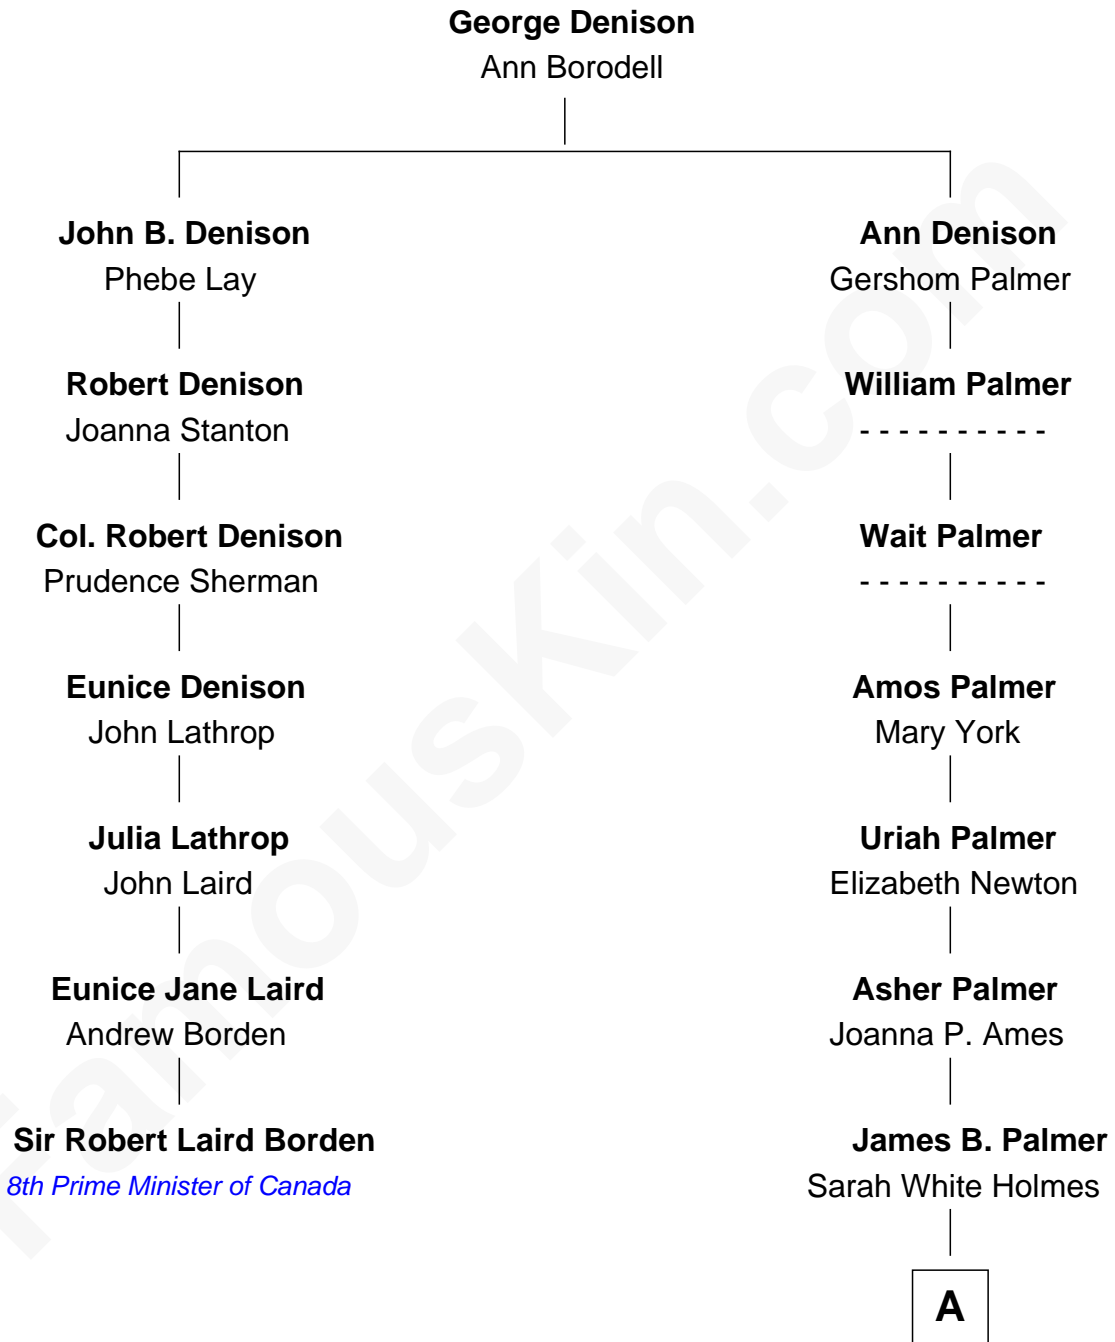 George Denison
Ann Borodell
John B. Denison
Phebe Lay
Ann Denison
Gershom Palmer
Robert Denison
Joanna Stanton
William Palmer
- - - - - - - - - -
Col. Robert Denison
Prudence Sherman
Wait Palmer
- - - - - - - - - -
Eunice Denison
John Lathrop
Amos Palmer
Mary York
Julia Lathrop
John Laird
Uriah Palmer
Elizabeth Newton
Eunice Jane Laird
Andrew Borden
Asher Palmer
Joanna P. Ames
Sir Robert Laird Borden
8th Prime Minister of Canada
James B. Palmer
Sarah White Holmes
A
FamousKin.com